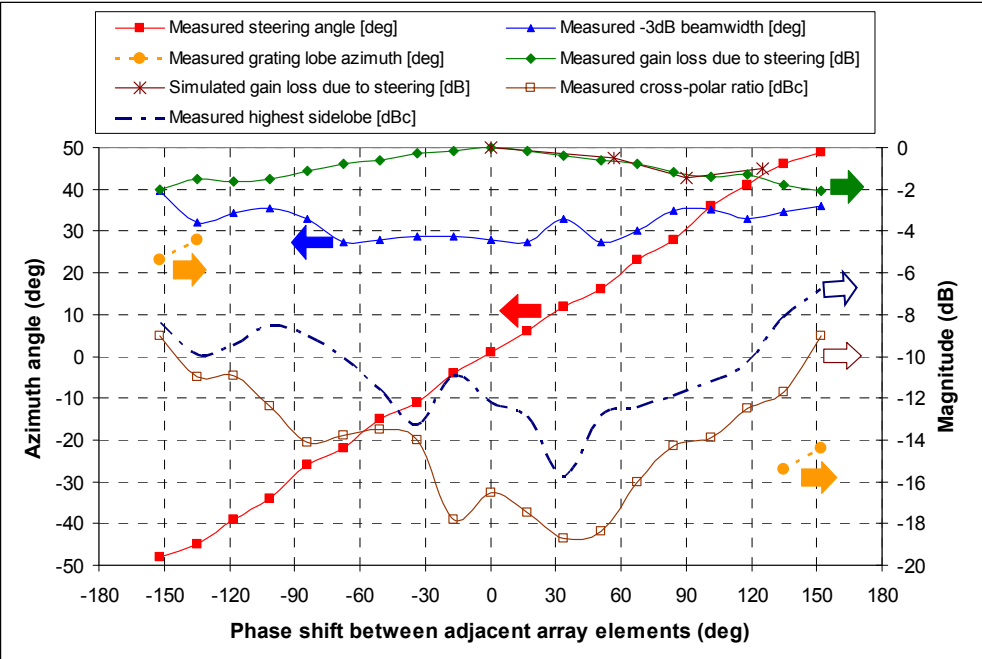 Measured steering angle [deg]
Measured -3dB beamwidth [deg]
Measured grating lobe azimuth [deg]
Measured gain loss due to steering [dB]
Simulated gain loss due to steering [dB]
Measured cross-polar ratio [dBc]
Measured highest sidelobe [dBc]
Azimuth angle (deg)
50
40
30
20
10
0
-10
-20
-30
-40
-50
0
-2
-4
-6
-8
-10
-12
-14
-16
-18
-20
Magnitude (dB)
-180 -150 -120 -90 -60 -30 0 30 60 90 120 150 180
Phase shift between adjacent array elements (deg)